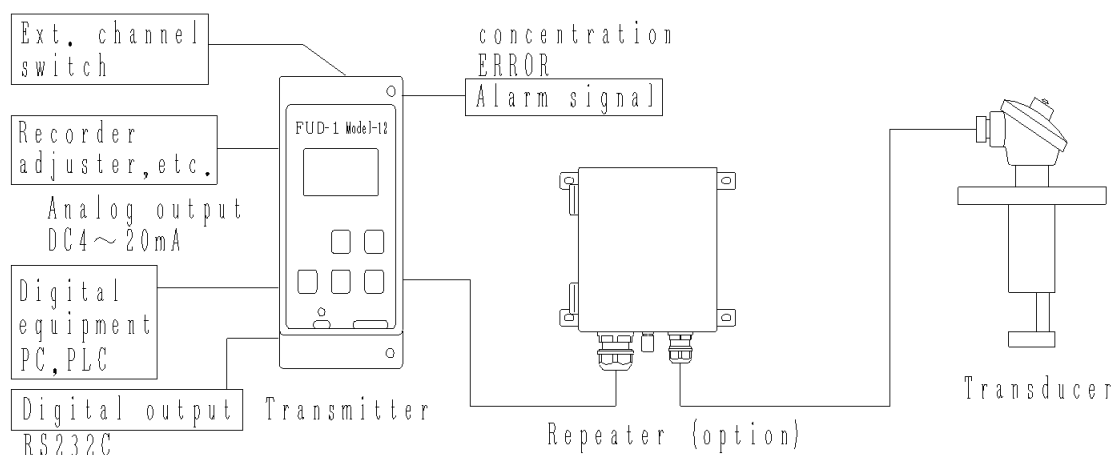 Ext. channel
switch
concentration
ERROR
Alarm signal
FUD-1 Model-12
Recorder
adjuster,etc.
Analog output
DC4～20mA
Digital
equipment
PC,PLC
Digital output
RS232C
Transmitter
Repeater (option)
Transducer